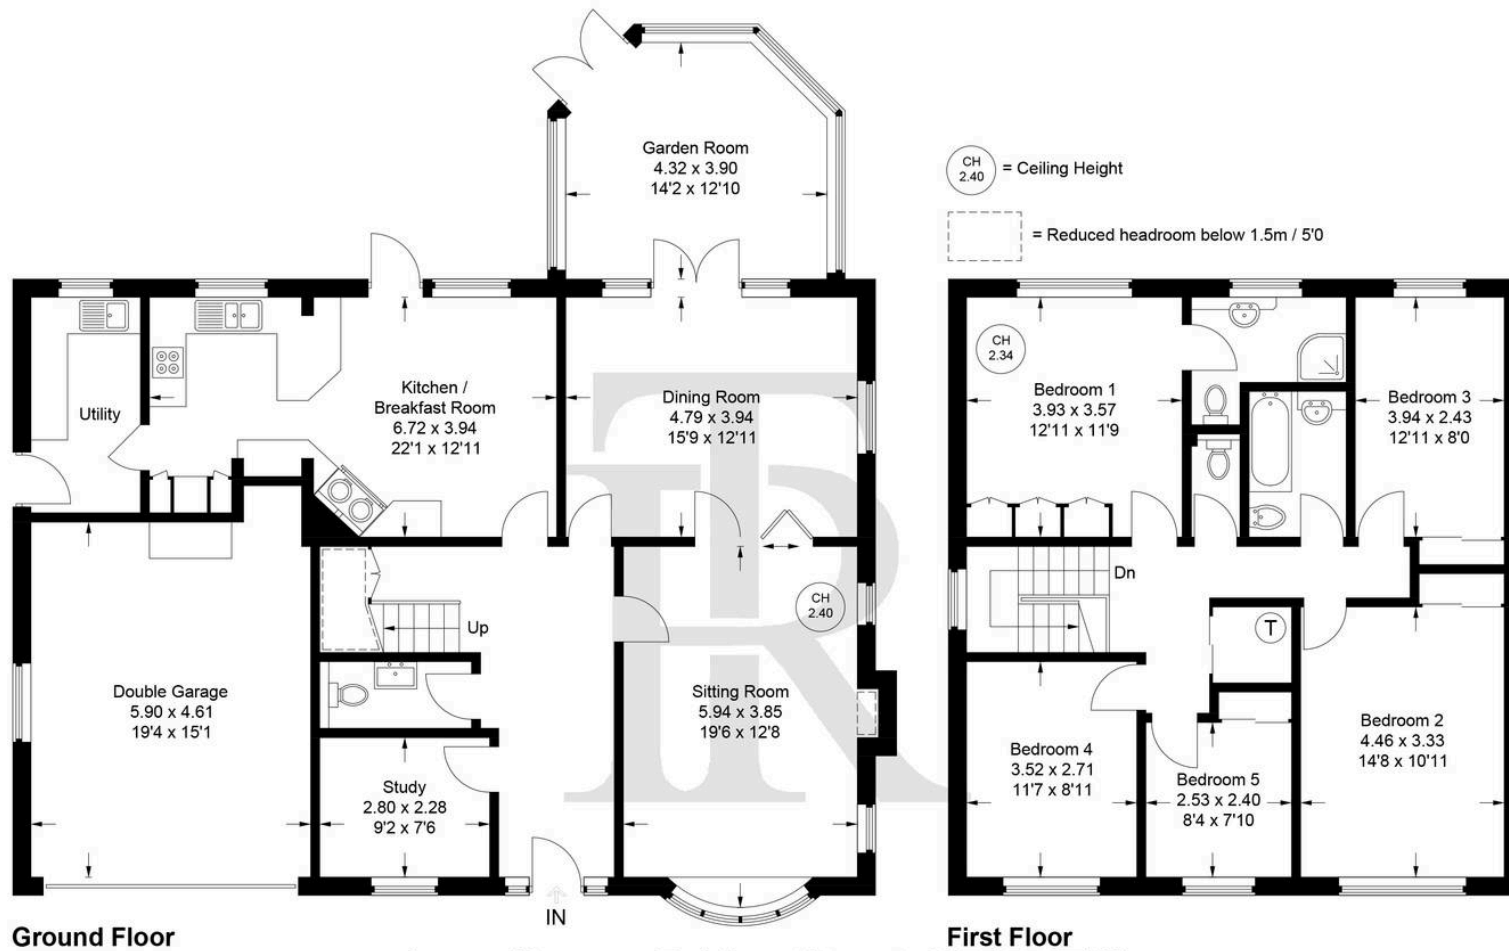 Garden Room
4.32 x 3.90
14'2 x 12'10
CH
2.40
= Ceiling Height
= Reduced headroom below 1.5m / 5'0
Utility
Kitchen /
Breakfast Room
6.72 x 3.94
22'1 x 12'11
Dining Room
4.79 x 3.94
15'9 x 12'11
CH
2.34
Bedroom 1
3.93 x 3.57
12'11 x 11'9
Bedroom 3
3.94 x 2.43
12'11 x 8'0
Up
CH
2.40
Dn
T
Double Garage
5.90 x 4.61
19'4 x 15'1
Sitting Room
5.94 x 3.85
19'6 x 12'8
Study
2.80 x 2.28
9'2 x 7'6
Bedroom 4
3.52 x 2.71
11'7 x 8'11
Bedroom 5
2.53 x 2.40
8'4 x 7'10
Bedroom 2
4.46 x 3.33
14'8 x 10'11
IN
Ground Floor
First Floor